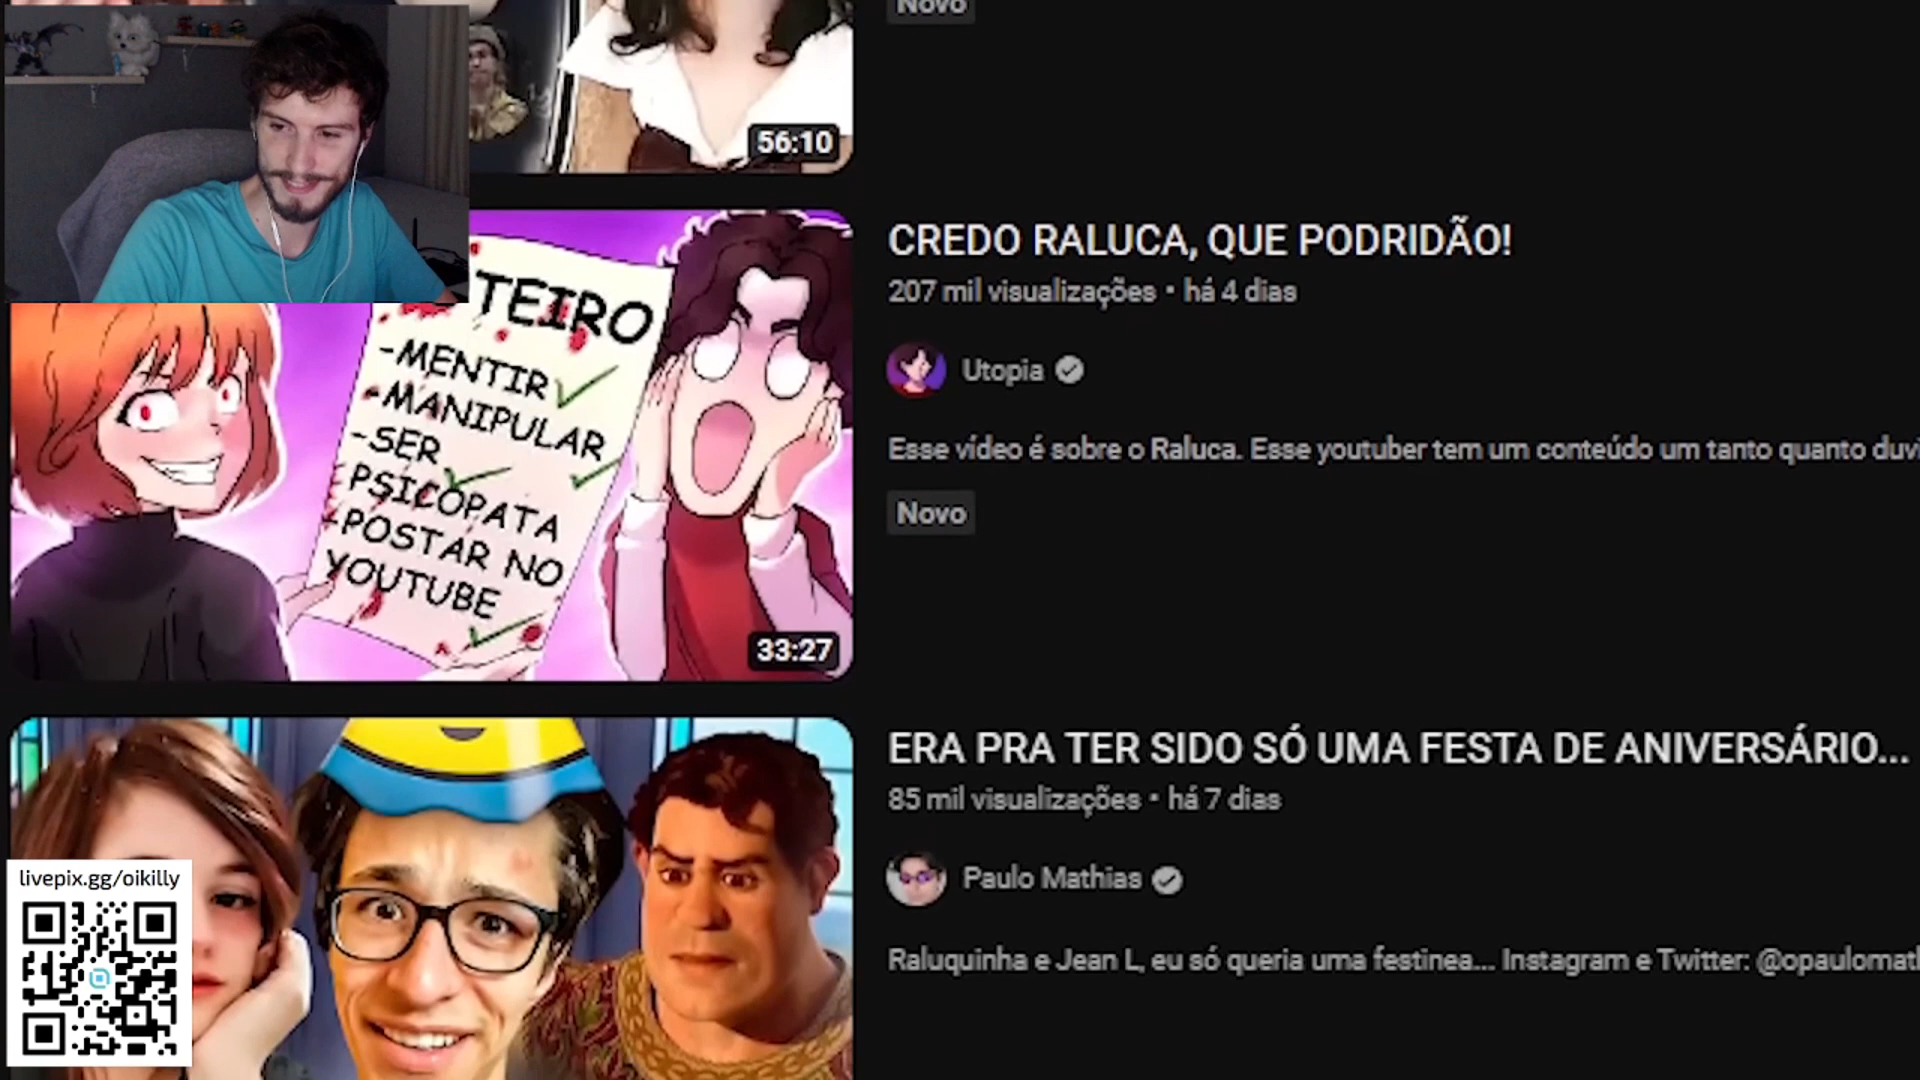 Novo
56:10
CREDO RALUCA, QUE PODRIDÃO!
207 mil visualizações • há 4 dias
Utopia
Esse vídeo é sobre o Raluca. Esse youtuber tem um conteúdo um tanto quanto
Novo
TEIRO
-MENTIR
-MANIPULAR
-SER
PSICOPATA
-POSTAR NO
YOUTUBE
33:27
ERA PRA TER SIDO SÓ UMA FESTA DE ANIVERSÁRIO...
85 mil visualizações • há 7 dias
Paulo Mathias
Raluquinha e Jean L, eu só queria uma festinea... Instagram e Twitter: @opaulomat
livepix.gg/oikilly